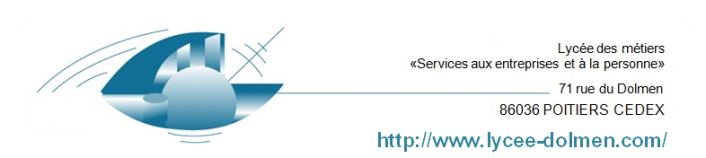 Lycée des métiers
«Services aux entreprises et à la personne»
71 rue du Dolmen
86036 POITIERS CEDEX
http://www.lycee-dolmen.com/